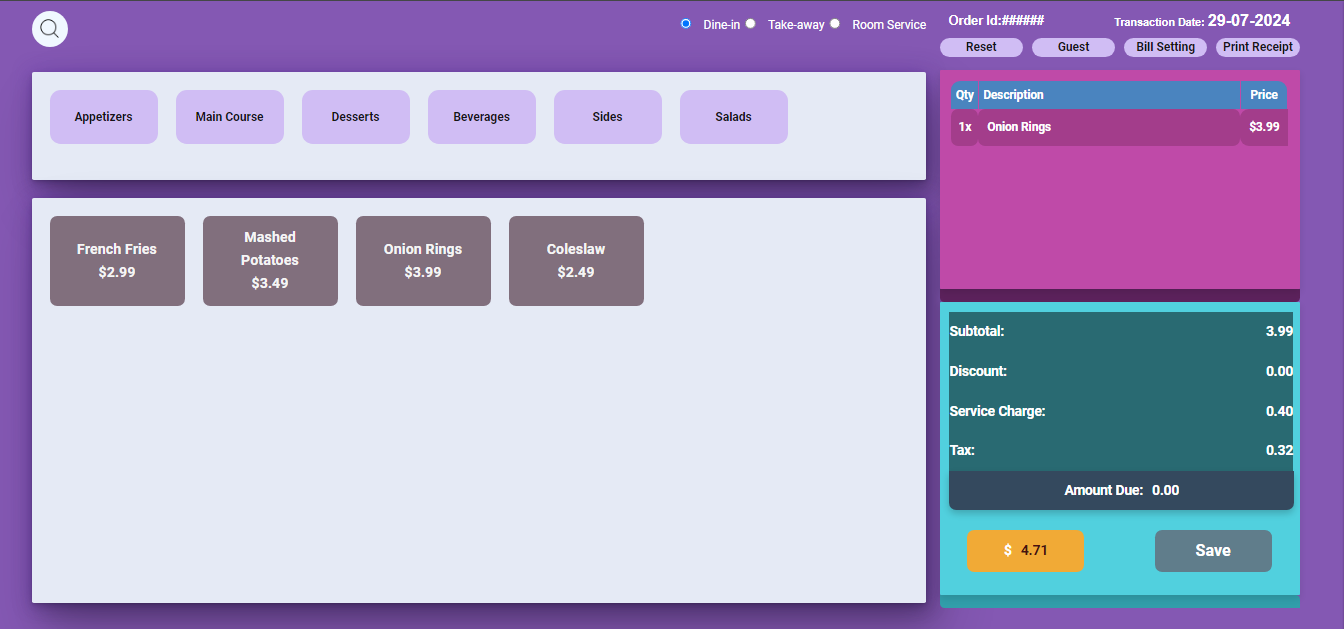 Dine-in Take-away Room Service
Order Id:######
Transaction Date: 29-07-2024
Reset Guest Bill Setting Print Receipt
Appetizers Main Course Desserts Beverages Sides Salads
French Fries
$2.99
Mashed
Potatoes
$3.49
Onion Rings
$3.99
Coleslaw
$2.49
Qty Description Price
1x Onion Rings $3.99
Subtotal: 3.99
Discount: 0.00
Service Charge: 0.40
Tax: 0.32
Amount Due: 0.00
$ 4.71
Save